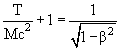 T/Mc² + 1 = 1/√(1−β²)